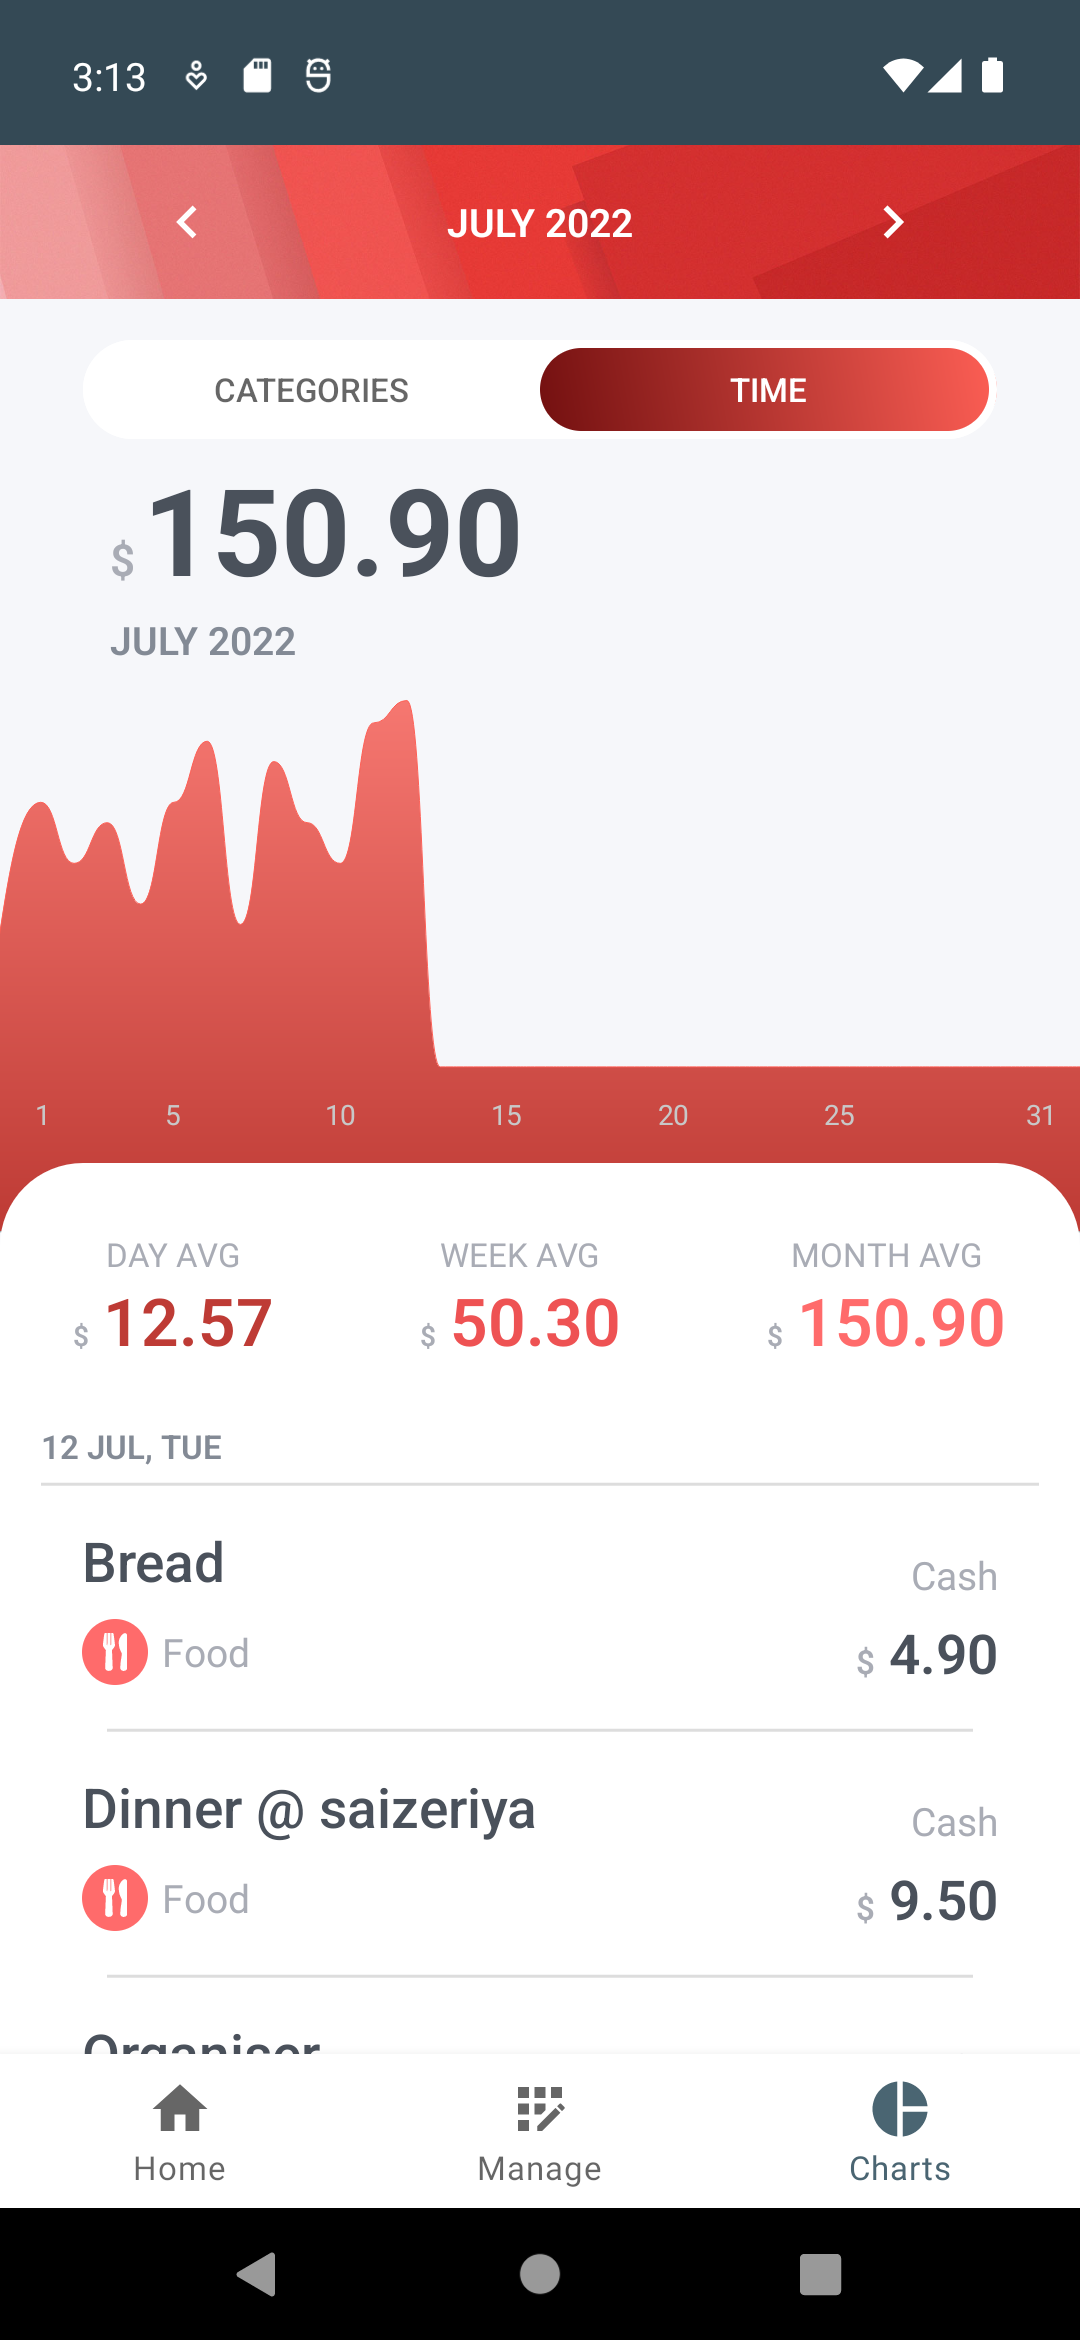 3:13
JULY 2022
CATEGORIES TIME
$ 150.90
JULY 2022
1 5 10 15 20 25 31
DAY AVG WEEK AVG MONTH AVG
$ 12.57 $ 50.30 $ 150.90
12 JUL, TUE
Bread
Cash
Food
$ 4.90
Dinner @ saizeriya
Cash
Food
$ 9.50
Organiser
Home Manage Charts